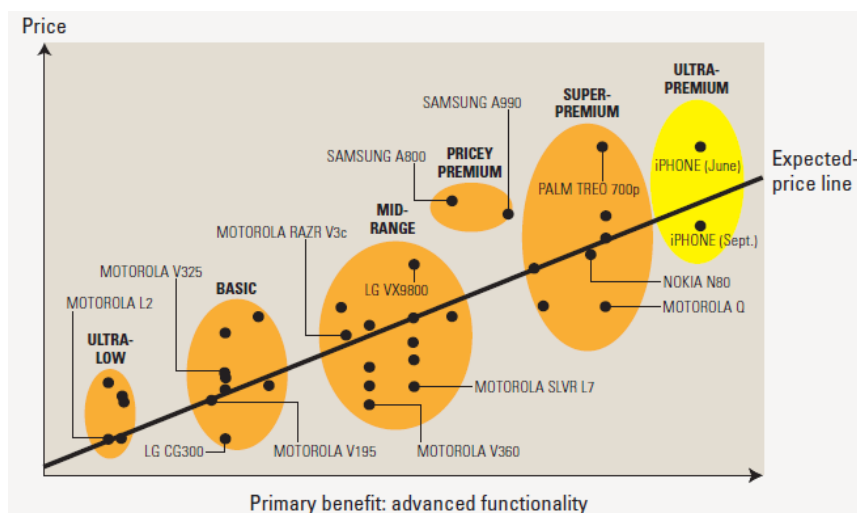 Price
ULTRA-
PREMIUM
SUPER-
PREMIUM
SAMSUNG A990
PRICEY
PREMIUM
SAMSUNG A800
iPHONE (June)
Expected-
price line
PALM TREO 700p
MID-
RANGE
MOTOROLA RAZR V3c
iPHONE (Sept.)
MOTOROLA V325
BASIC
LG VX9800
NOKIA N80
MOTOROLA L2
MOTOROLA Q
ULTRA-
LOW
MOTOROLA SLVR L7
LG CG300
MOTOROLA V195
MOTOROLA V360
Primary benefit: advanced functionality